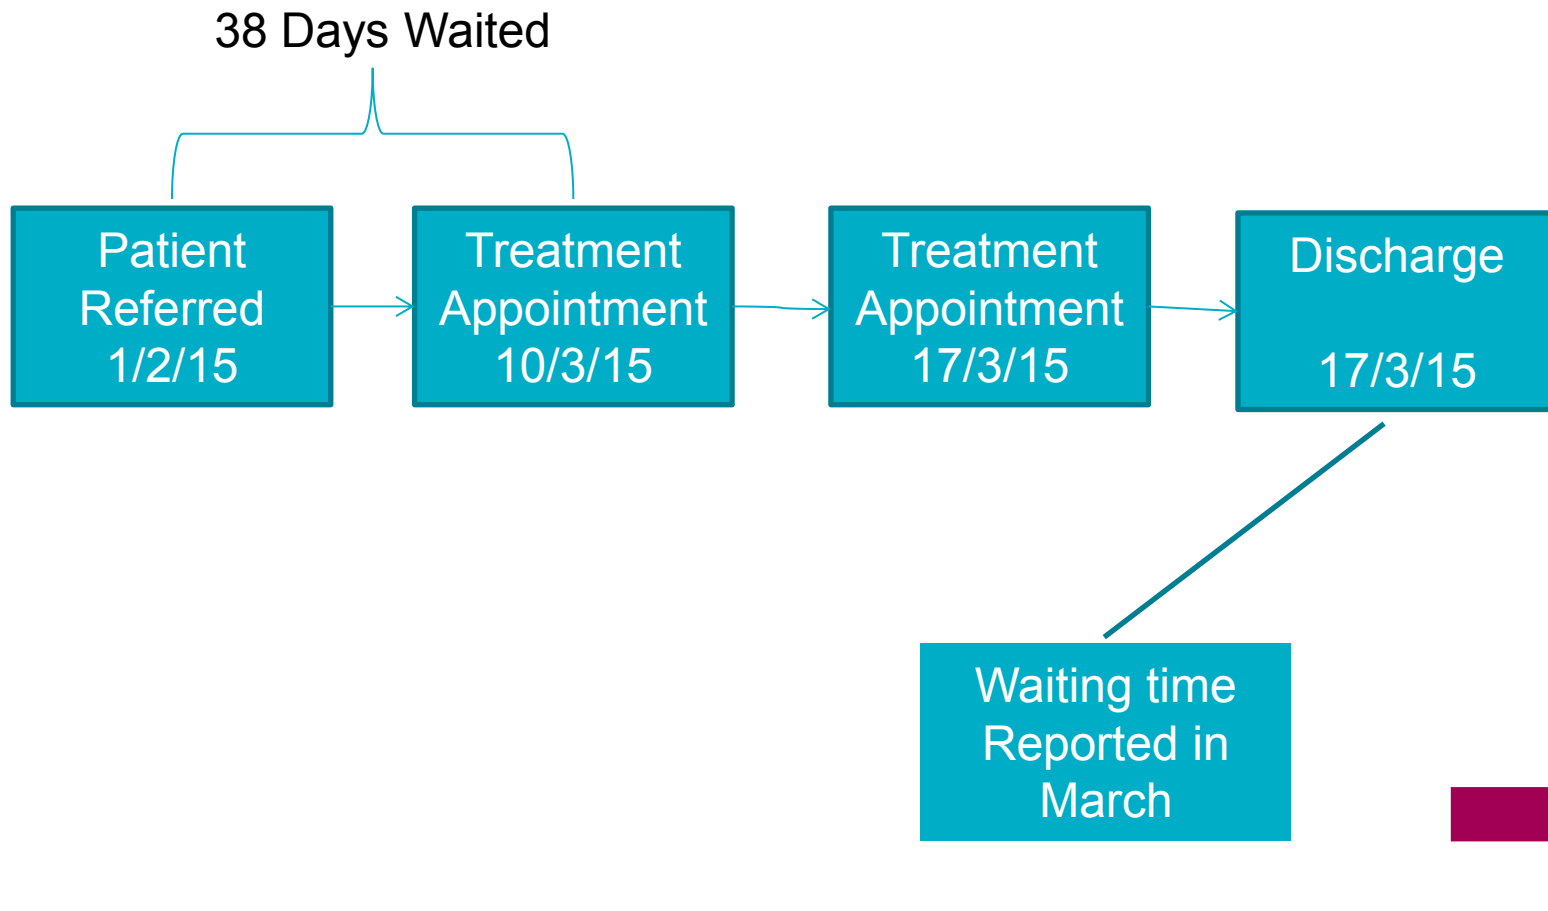 38 Days Waited
Patient
Referred
1/2/15
Treatment
Appointment
10/3/15
Treatment
Appointment
17/3/15
Discharge
17/3/15
Waiting time
Reported in
March